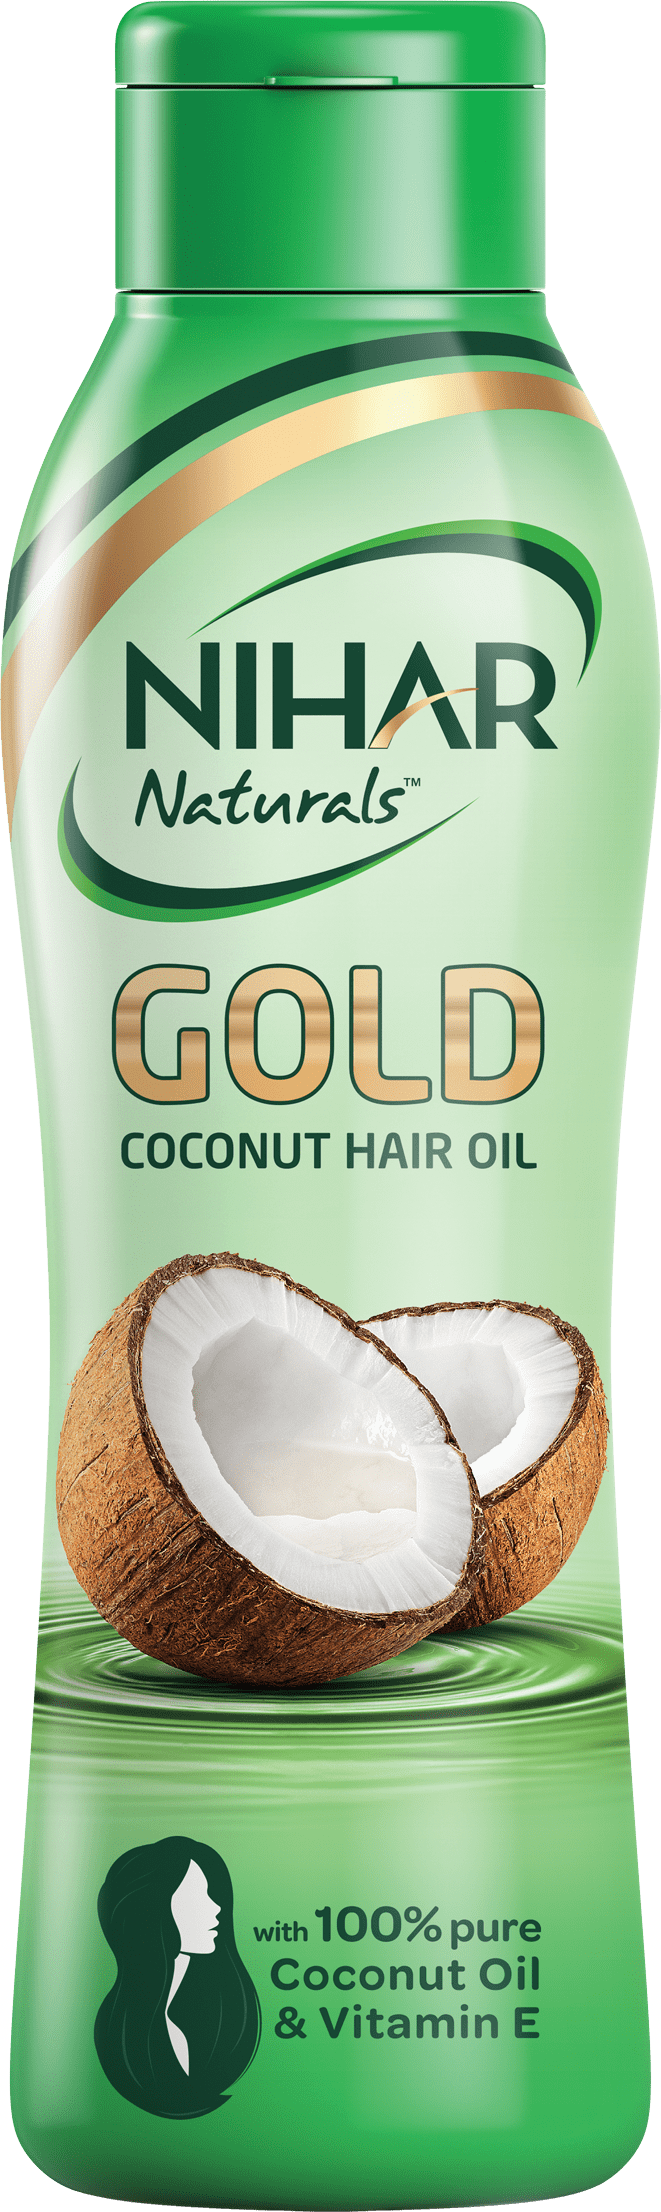 NIHAR
Naturals™
GOLD
COCONUT HAIR OIL
with 100% pure
Coconut Oil
& Vitamin E